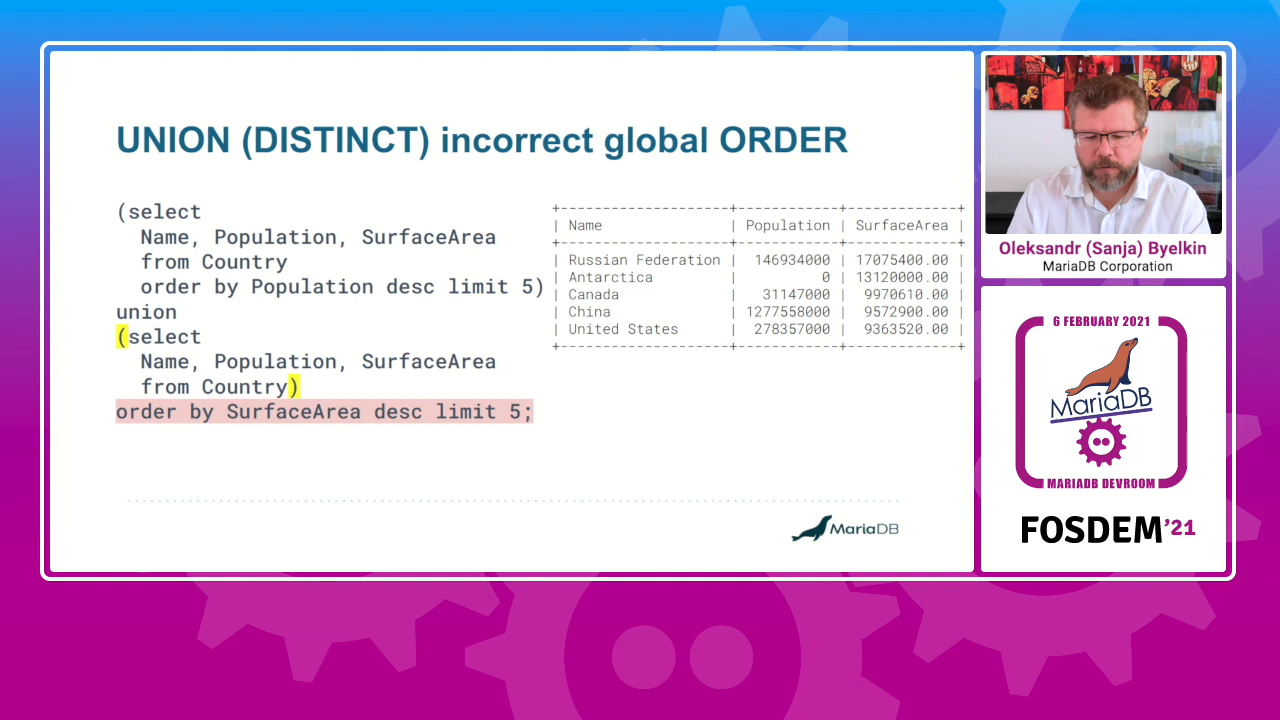 UNION (DISTINCT) incorrect global ORDER
(select
Name, Population, SurfaceArea
from Country
order by Population desc limit 5)
union
(select
Name, Population, SurfaceArea
from Country)
order by SurfaceArea desc limit 5;
+--------------------+------------+-------------+
| Name | Population | SurfaceArea |
+--------------------+------------+-------------+
| Russian Federation | 146934000 | 17075400.00 |
| Antarctica | 0 | 13120000.00 |
| Canada | 31147000 | 9970610.00 |
| China | 1277558000 | 9572900.00 |
| United States | 278357000 | 9363520.00 |
+--------------------+------------+-------------+
MariaDB
Oleksandr (Sanja) Byelkin
MariaDB Corporation
6 FEBRUARY 2021
MariaDB
MARIADB DEVROOM
FOSDEM'21